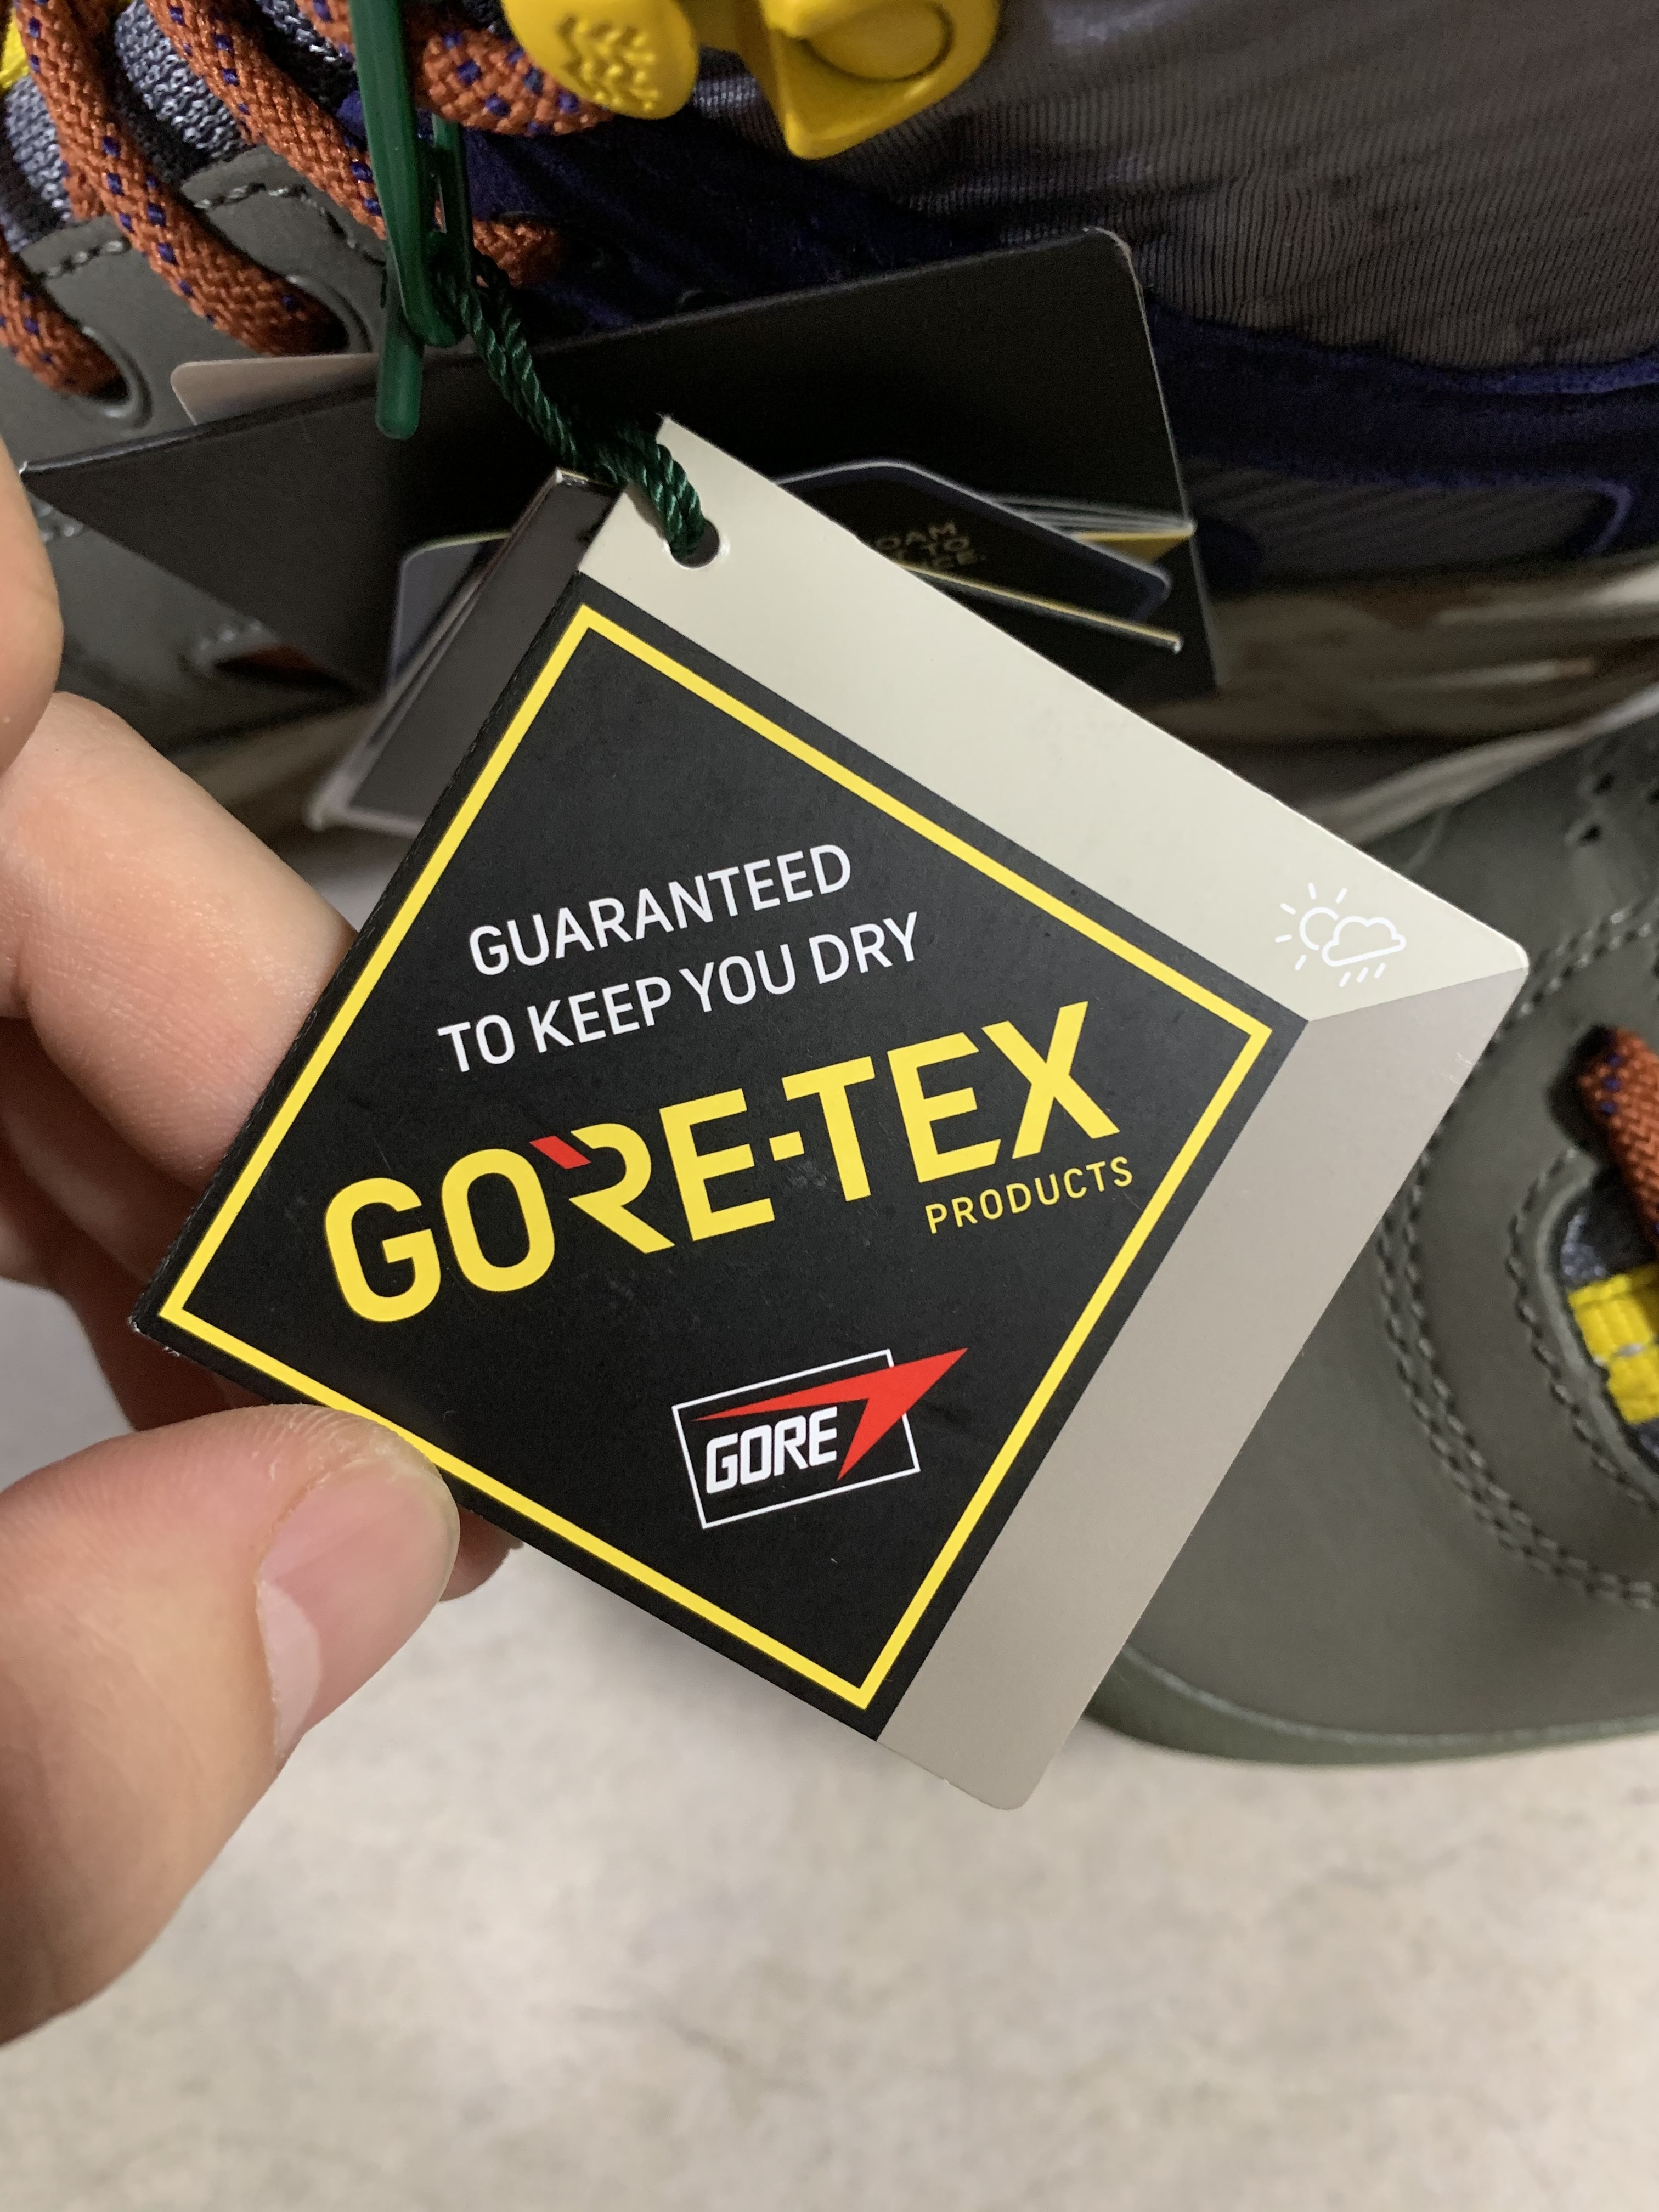 GUARANTEED
TO KEEP YOU DRY
GORE-TEX
PRODUCTS
GORE